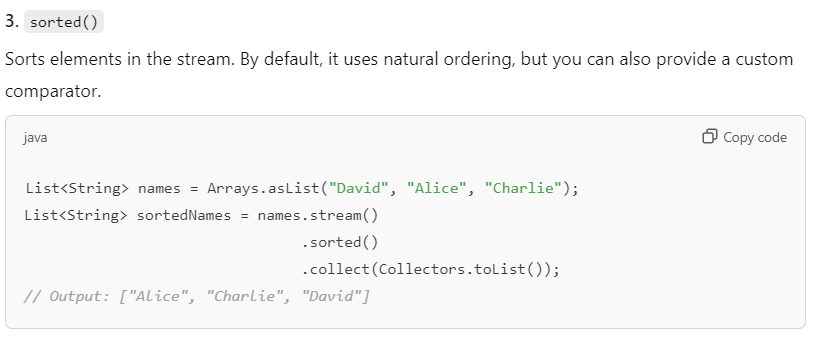 3. sorted()
Sorts elements in the stream. By default, it uses natural ordering, but you can also provide a custom
comparator.
java
Copy code
List<String> names = Arrays.asList("David", "Alice", "Charlie");
List<String> sortedNames = names.stream()
.sorted()
.collect(Collectors.toList());
// Output: ["Alice", "Charlie", "David"]